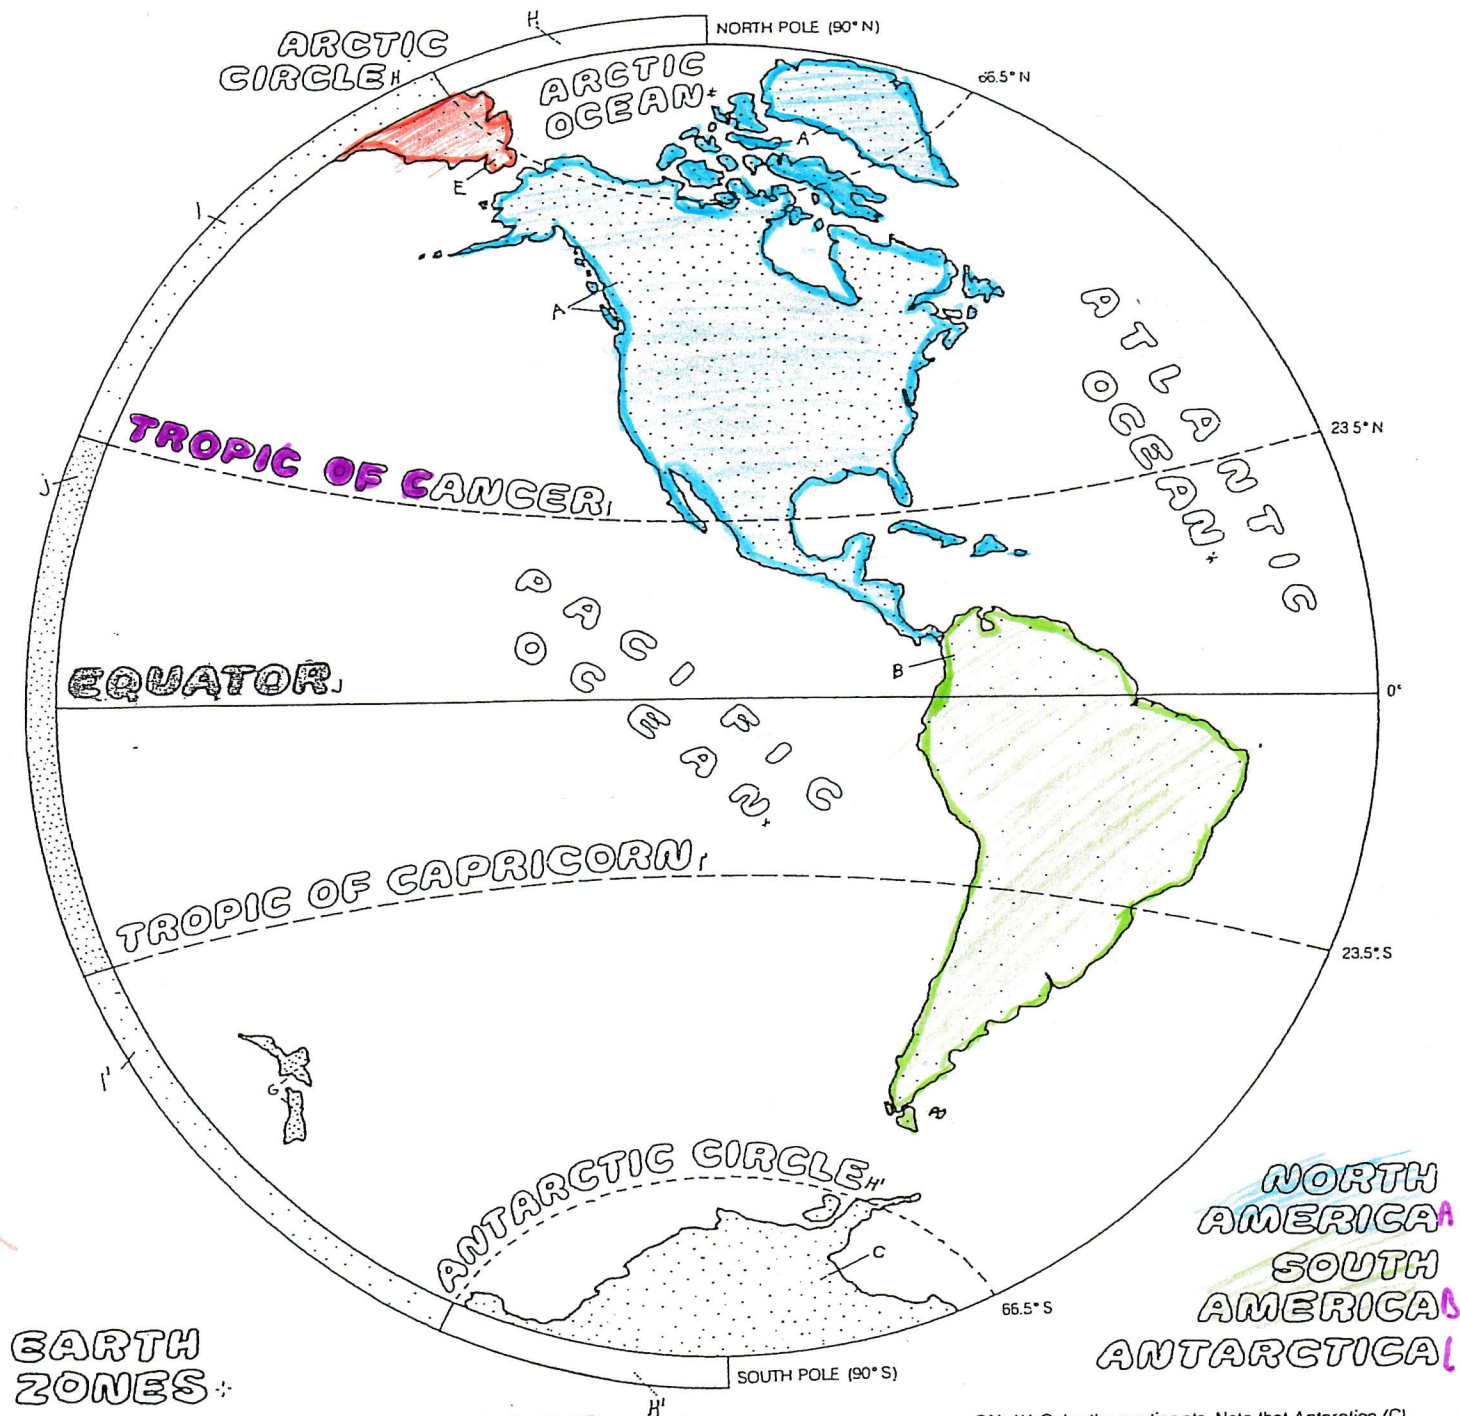 H
NORTH POLE (90° N)
ARCTIC
CIRCLE H
ARCTIC
OCEAN*
66.5° N
A
E
I
A
ATLANTIC
OCEAN*
TROPIC OF CANCER I
23.5° N
J
PACIFIC
OCEAN*
B
EQUATOR J
0°
TROPIC OF CAPRICORN I'
23.5° S
I'
G
ANTARCTIC CIRCLE H'
C
66.5° S
NORTH
AMERICA A
SOUTH
AMERICA B
ANTARCTICA C
EARTH
ZONES
SOUTH POLE (90° S)
H'